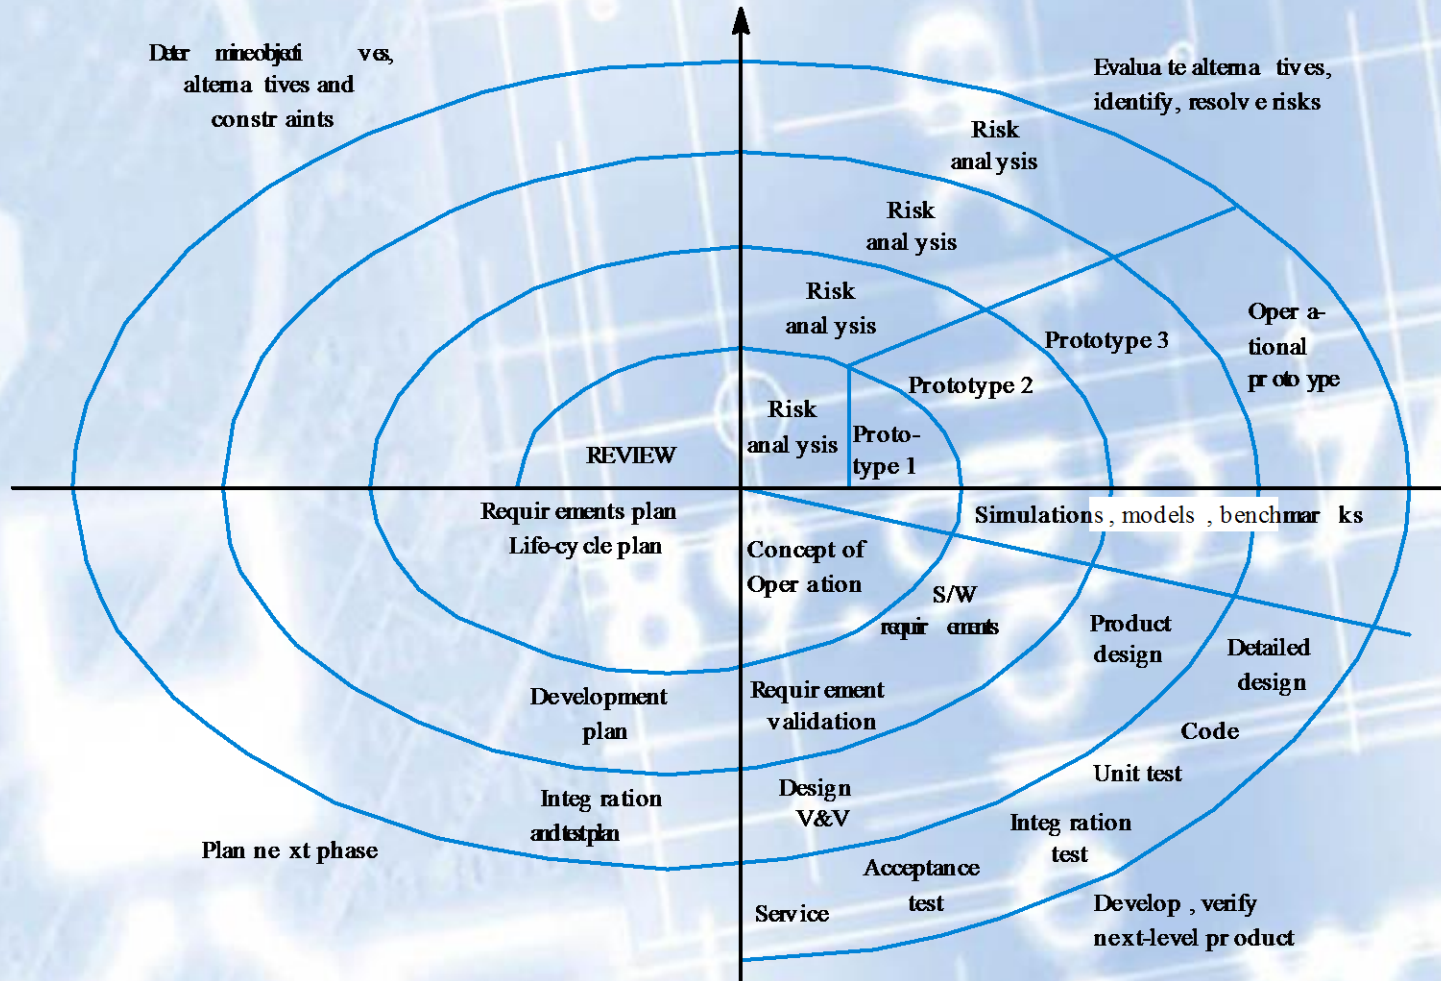 Determine objectives,
alternatives and
constraints
Evaluate alternatives,
identify, resolve risks
Risk
analysis
Risk
analysis
Risk
analysis
Risk
analysis
Proto-
type 1
Prototype 2
Prototype 3
Opera-
tional
prototype
REVIEW
Requirements plan
Life-cycle plan
Simulations, models, benchmarks
Concept of
Operation
S/W
requirements
Product
design
Detailed
design
Development
plan
Requirement
validation
Code
Unit test
Design
V&V
Integration
and test plan
Integration
test
Plan next phase
Acceptance
test
Service
Develop, verify
next-level product